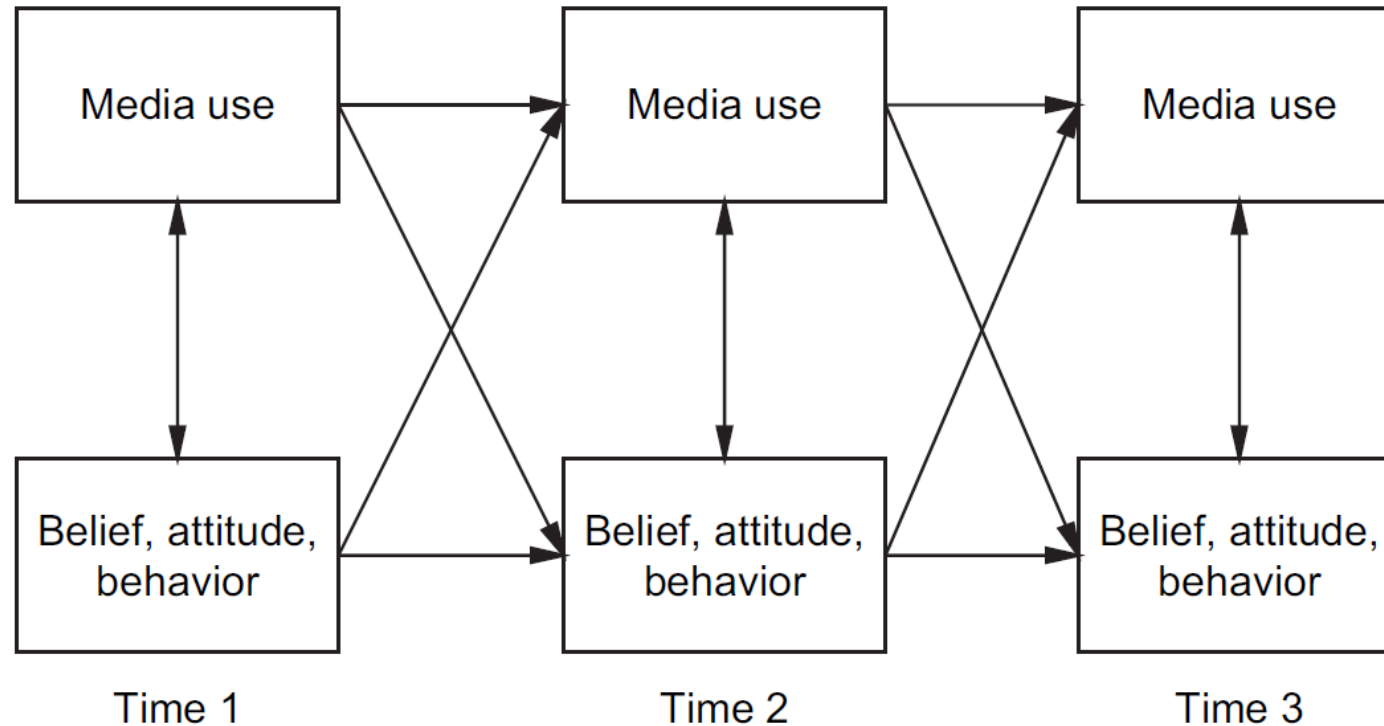 Media use
Media use
Media use
Belief, attitude,
behavior
Belief, attitude,
behavior
Belief, attitude,
behavior
Time 1
Time 2
Time 3